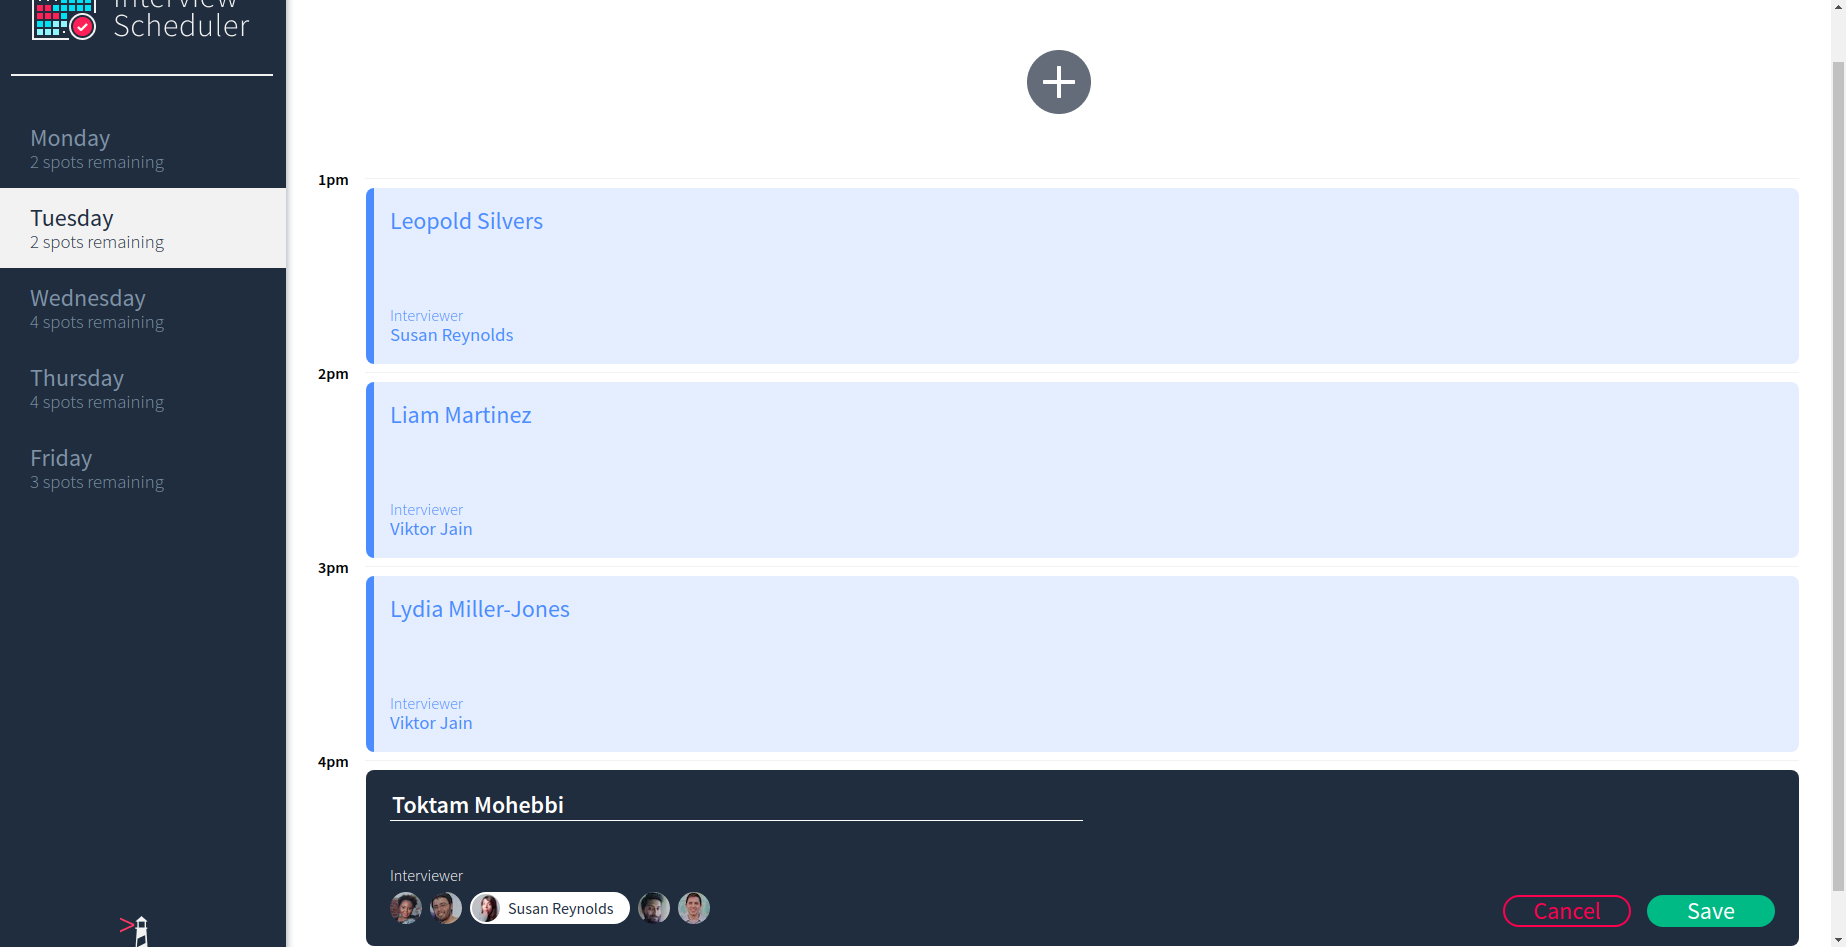 Interview
Scheduler
Monday
2 spots remaining
Tuesday
2 spots remaining
Wednesday
4 spots remaining
Thursday
4 spots remaining
Friday
3 spots remaining
1pm
Leopold Silvers
Interviewer
Susan Reynolds
2pm
Liam Martinez
Interviewer
Viktor Jain
3pm
Lydia Miller-Jones
Interviewer
Viktor Jain
4pm
Toktam Mohebbi
Interviewer
Susan Reynolds
Cancel
Save